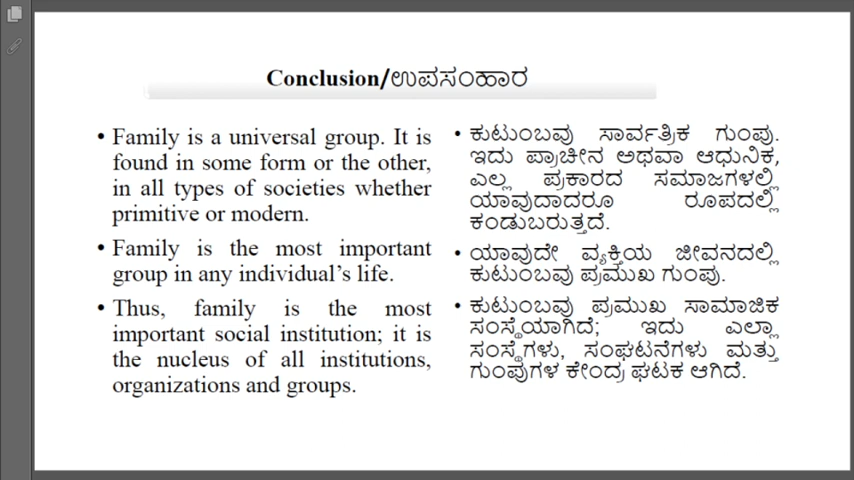 Conclusion/ಉಪಸಂಹಾರ
• Family is a universal group. It is
found in some form or the other,
in all types of societies whether
primitive or modern.
• Family is the most important
group in any individual's life.
• Thus, family is the most
important social institution; it is
the nucleus of all institutions,
organizations and groups.
• ಕುಟುಂಬವು ಸಾರ್ವತ್ರಿಕ ಗುಂಪು.
ಇದು ಪ್ರಾಚೀನ ಅಥವಾ ಆಧುನಿಕ,
ಎಲ್ಲ ಪ್ರಕಾರದ ಸಮಾಜಗಳಲ್ಲಿ
ಯಾವುದಾದರೂ ರೂಪದಲ್ಲಿ
ಕಂಡುಬರುತ್ತದೆ.
• ಯಾವುದೇ ವ್ಯಕ್ತಿಯ ಜೀವನದಲ್ಲಿ
ಕುಟುಂಬವು ಪ್ರಮುಖ ಗುಂಪು.
• ಕುಟುಂಬವು ಪ್ರಮುಖ ಸಾಮಾಜಿಕ
ಸಂಸ್ಥೆಯಾಗಿದೆ; ಇದು ಎಲ್ಲಾ
ಸಂಸ್ಥೆಗಳು, ಸಂಘಟನೆಗಳು ಮತ್ತು
ಗುಂಪುಗಳ ಕೇಂದ್ರ ಘಟಕ ಆಗಿದೆ.